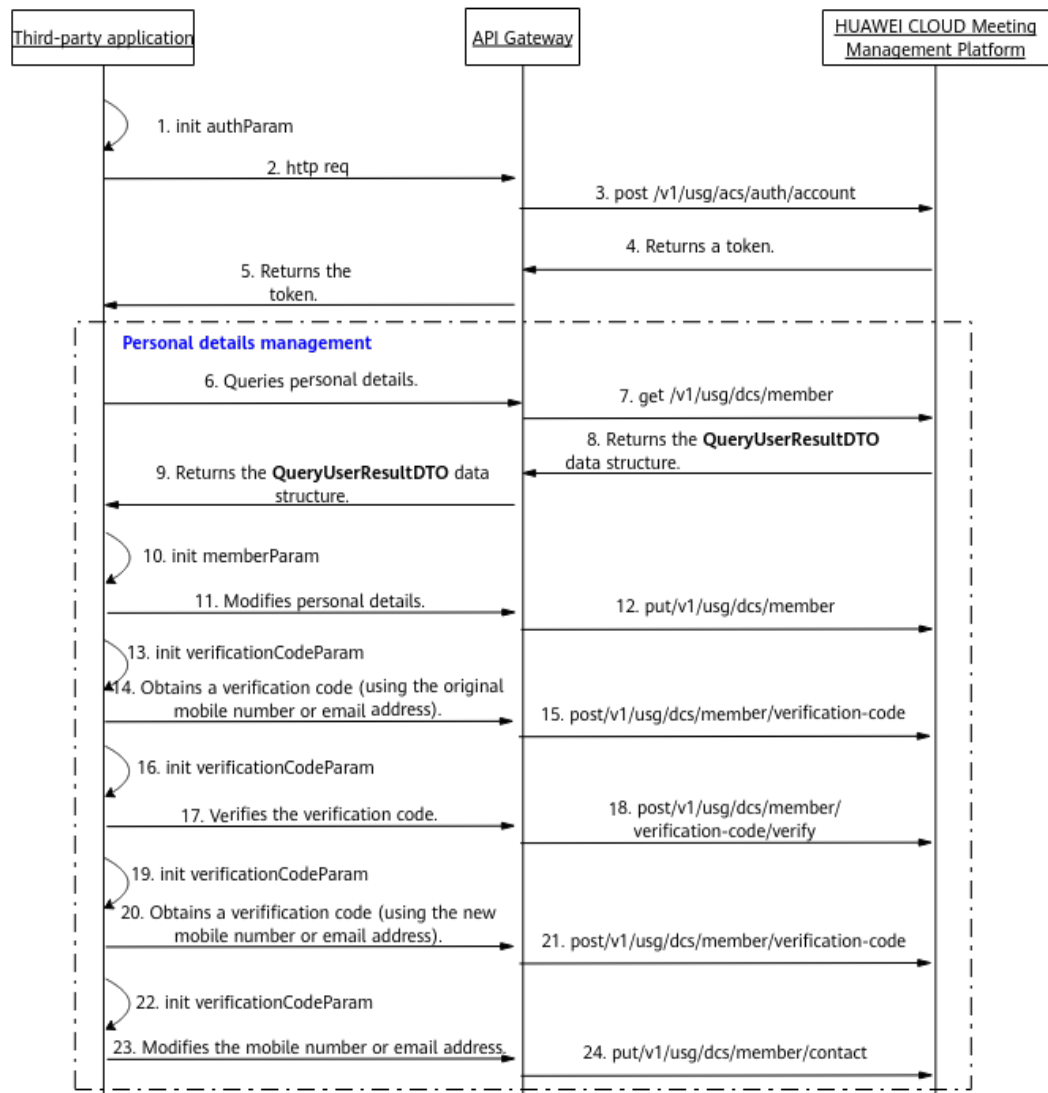 Third-party application
API Gateway
HUAWEI CLOUD Meeting
Management Platform
1. init authParam
2. http req
3. post /v1/usg/acs/auth/account
4. Returns a token.
5. Returns the
token.
Personal details management
6. Queries personal details.
7. get /v1/usg/dcs/member
8. Returns the QueryUserResultDTO
data structure.
9. Returns the QueryUserResultDTO data
structure.
10. init memberParam
11. Modifies personal details.
12. put/v1/usg/dcs/member
13. init verificationCodeParam
14. Obtains a verification code (using the original
mobile number or email address).
15. post/v1/usg/dcs/member/verification-code
16. init verificationCodeParam
17. Verifies the verification code.
18. post/v1/usg/dcs/member/
verification-code/verify
19. init verificationCodeParam
20. Obtains a verifification code (using the new
mobile number or email address).
21. post/v1/usg/dcs/member/verification-code
22. init verificationCodeParam
23. Modifies the mobile number or email address.
24. put/v1/usg/dcs/member/contact